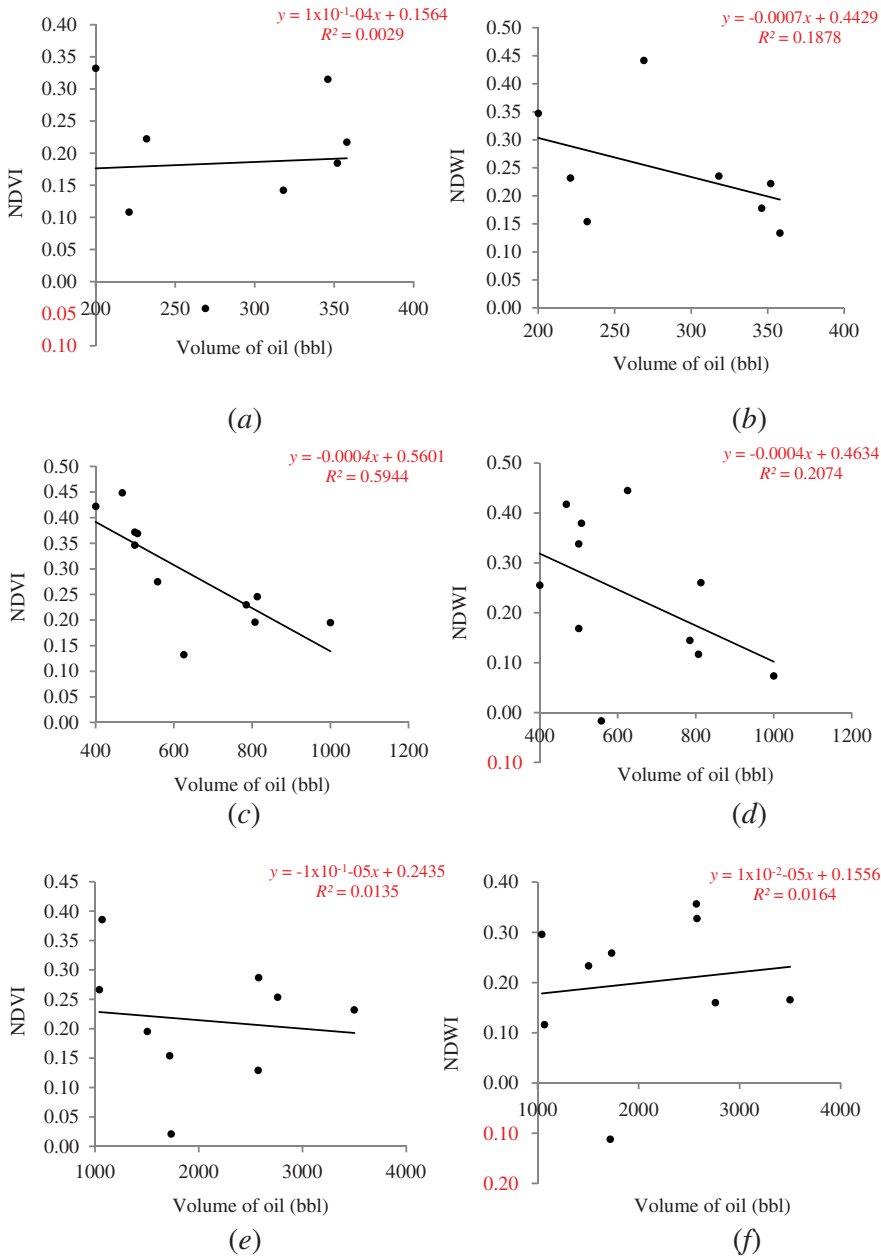 y = 1x10⁻¹-04x + 0.1564
R² = 0.0029
0.40
0.35
0.30
0.25
0.20
0.15
0.10
0.05
0.00
0.05
0.10
NDVI
200 250 300 350 400
Volume of oil (bbl)
(a)
y = -0.0007x + 0.4429
R² = 0.1878
0.50
0.45
0.40
0.35
0.30
0.25
0.20
0.15
0.10
0.05
0.00
NDWI
200 250 300 350 400
Volume of oil (bbl)
(b)
y = -0.0004x + 0.5601
R² = 0.5944
0.50
0.45
0.40
0.35
0.30
0.25
0.20
0.15
0.10
0.05
0.00
NDVI
400 600 800 1000 1200
Volume of oil (bbl)
(c)
y = -0.0004x + 0.4634
R² = 0.2074
0.50
0.40
0.30
0.20
0.10
0.00
0.10
NDWI
400 600 800 1000 1200
Volume of oil (bbl)
(d)
y = -1x10⁻¹-05x + 0.2435
R² = 0.0135
0.45
0.40
0.35
0.30
0.25
0.20
0.15
0.10
0.05
0.00
NDVI
1000 2000 3000 4000
Volume of oil (bbl)
(e)
y = 1x10⁻²-05x + 0.1556
R² = 0.0164
0.40
0.30
0.20
0.10
0.00
0.10
0.20
NDWI
1000 2000 3000 4000
Volume of oil (bbl)
(f)